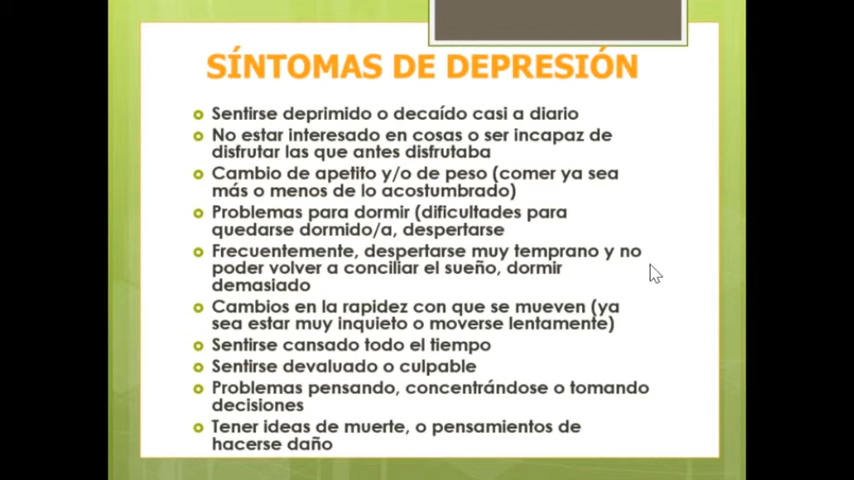 SÍNTOMAS DE DEPRESIÓN
Sentirse deprimido o decaído casi a diario
No estar interesado en cosas o ser incapaz de
disfrutar las que antes disfrutaba
Cambio de apetito y/o de peso (comer ya sea
más o menos de lo acostumbrado)
Problemas para dormir (dificultades para
quedarse dormido/a, despertarse
Frecuentemente, despertarse muy temprano y no
poder volver a conciliar el sueño, dormir
demasiado
Cambios en la rapidez con que se mueven (ya
sea estar muy inquieto o moverse lentamente)
Sentirse cansado todo el tiempo
Sentirse devaluado o culpable
Problemas pensando, concentrándose o tomando
decisiones
Tener ideas de muerte, o pensamientos de
hacerse daño